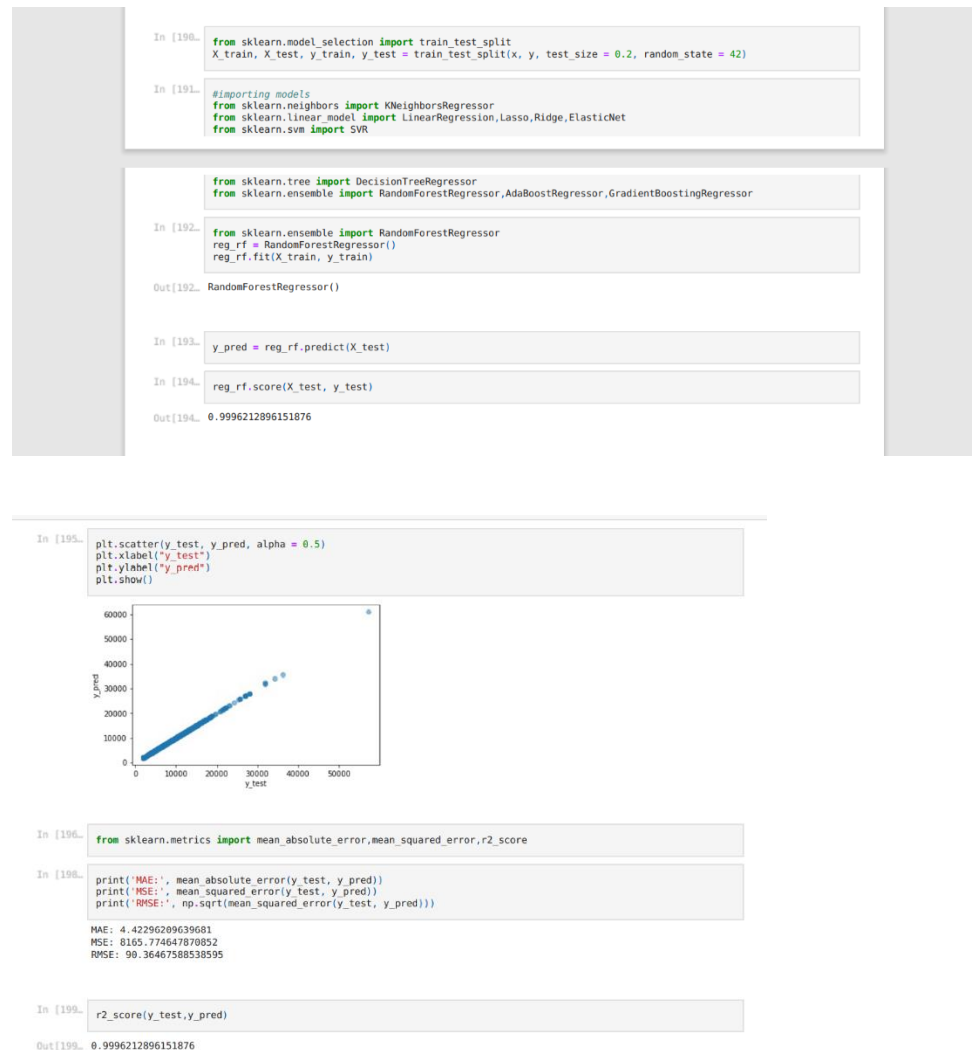 In [190…
from sklearn.model_selection import train_test_split
X_train, X_test, y_train, y_test = train_test_split(x, y, test_size = 0.2, random_state = 42)
In [191…
#importing models
from sklearn.neighbors import KNeighborsRegressor
from sklearn.linear_model import LinearRegression,Lasso,Ridge,ElasticNet
from sklearn.svm import SVR
from sklearn.tree import DecisionTreeRegressor
from sklearn.ensemble import RandomForestRegressor,AdaBoostRegressor,GradientBoostingRegressor
In [192…
from sklearn.ensemble import RandomForestRegressor
reg_rf = RandomForestRegressor()
reg_rf.fit(X_train, y_train)
Out[192… RandomForestRegressor()
In [193…
y_pred = reg_rf.predict(X_test)
In [194…
reg_rf.score(X_test, y_test)
Out[194… 0.9996212896151876
In [195…
plt.scatter(y_test, y_pred, alpha = 0.5)
plt.xlabel("y_test")
plt.ylabel("y_pred")
plt.show()
60000
50000
40000
30000
20000
10000
0
y_pred
0 10000 20000 30000 40000 50000
y_test
In [196…
from sklearn.metrics import mean_absolute_error,mean_squared_error,r2_score
In [198…
print('MAE:', mean_absolute_error(y_test, y_pred))
print('MSE:', mean_squared_error(y_test, y_pred))
print('RMSE:', np.sqrt(mean_squared_error(y_test, y_pred)))
MAE: 4.42296209639681
MSE: 8165.774647870852
RMSE: 90.36467588538595
In [199…
r2_score(y_test,y_pred)
Out[199… 0.9996212896151876